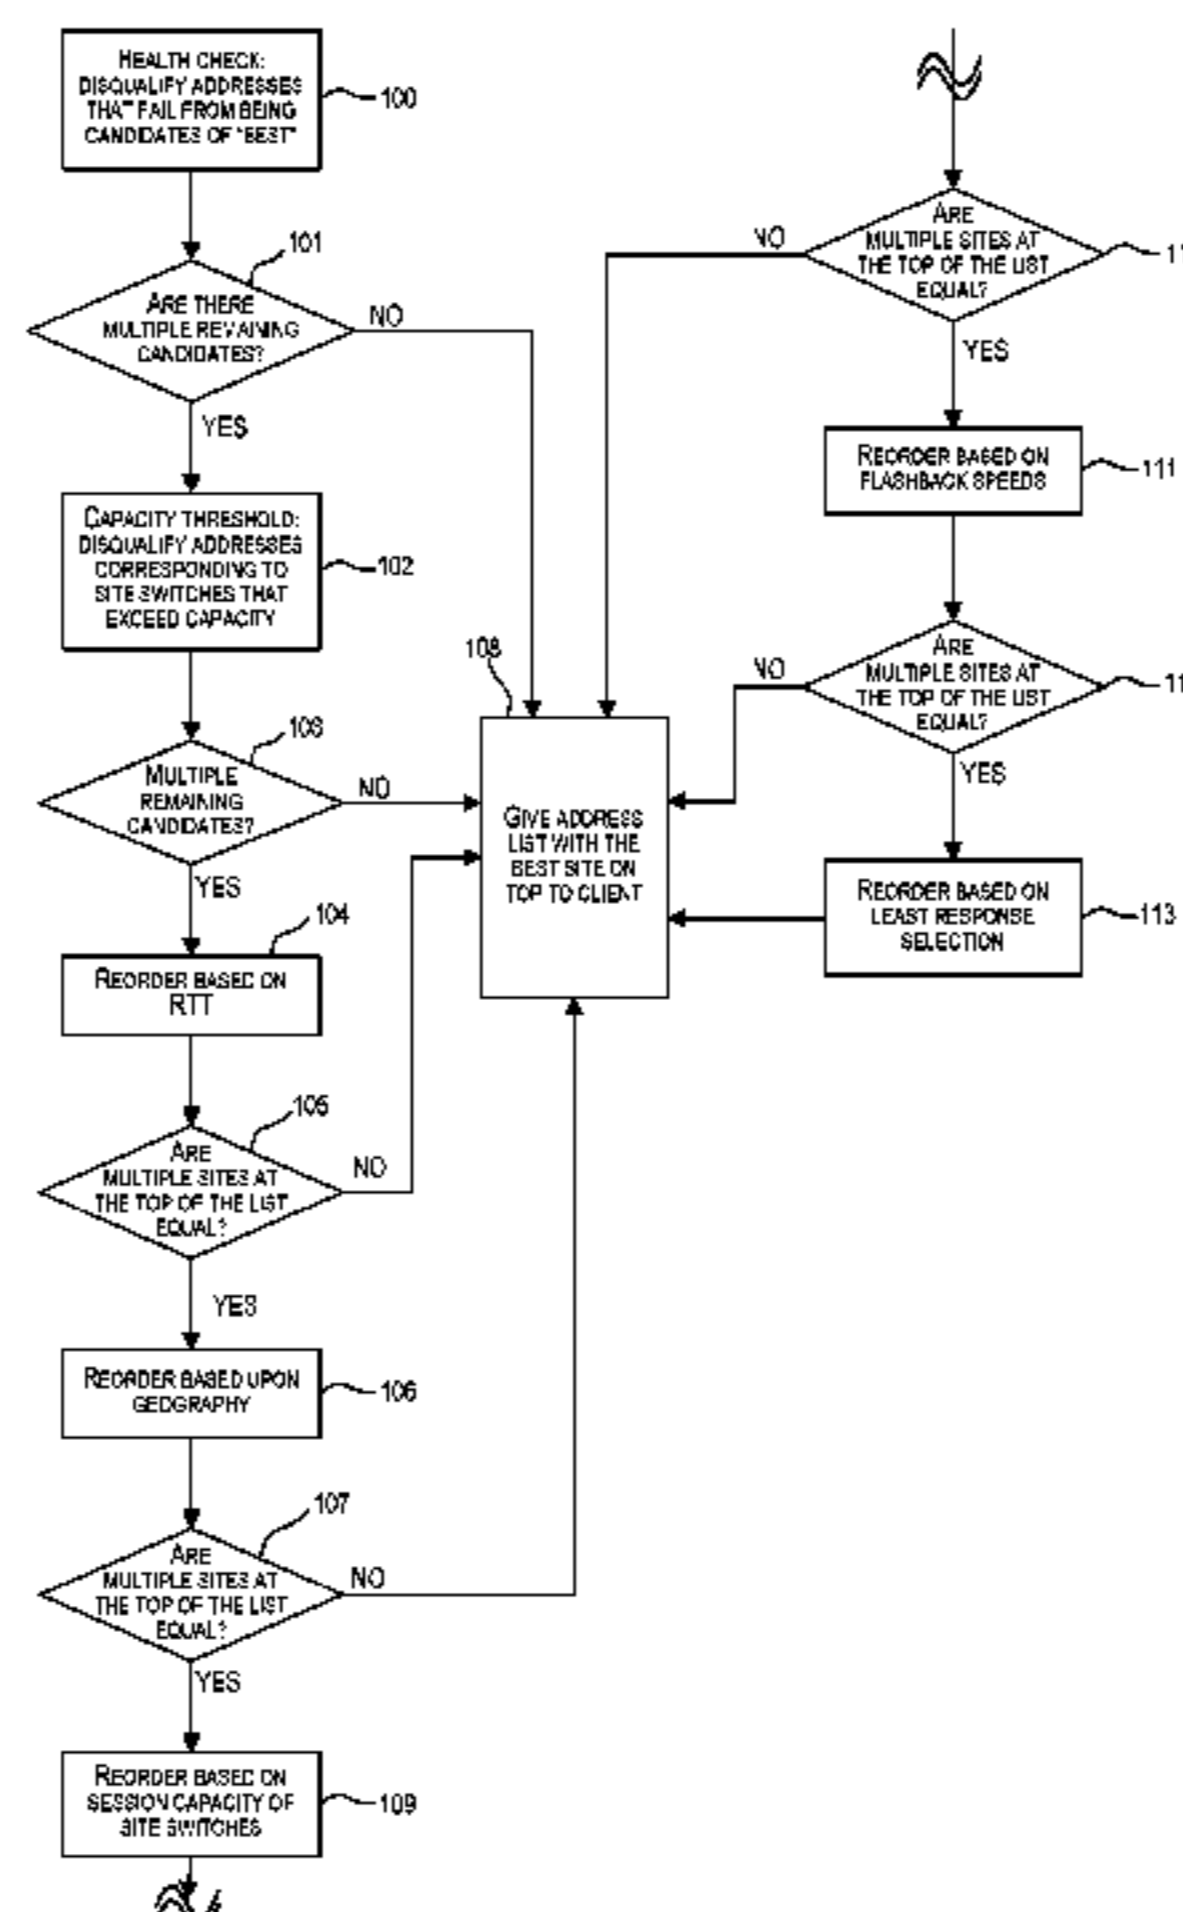 HEALTH CHECK:
DISQUALIFY ADDRESSES
THAT FAIL FROM BEING
CANDIDATES OF "BEST"
100
101
ARE THERE
MULTIPLE REMAINING
CANDIDATES?
NO
YES
CAPACITY THRESHOLD:
DISQUALIFY ADDRESSES
CORRESPONDING TO
SITE SWITCHES THAT
EXCEED CAPACITY
102
103
MULTIPLE
REMAINING
CANDIDATES?
NO
YES
104
REORDER BASED ON
RTT
105
ARE
MULTIPLE SITES AT
THE TOP OF THE LIST
EQUAL?
NO
YES
REORDER BASED UPON
GEOGRAPHY
106
107
ARE
MULTIPLE SITES AT
THE TOP OF THE LIST
EQUAL?
NO
YES
REORDER BASED ON
SESSION CAPACITY OF
SITE SWITCHES
109
108
GIVE ADDRESS
LIST WITH THE
BEST SITE ON
TOP TO CLIENT
ARE
MULTIPLE SITES AT
THE TOP OF THE LIST
EQUAL?
NO
11
YES
REORDER BASED ON
FLASHBACK SPEEDS
111
ARE
MULTIPLE SITES AT
THE TOP OF THE LIST
EQUAL?
NO
11
YES
REORDER BASED ON
LEAST RESPONSE
SELECTION
113